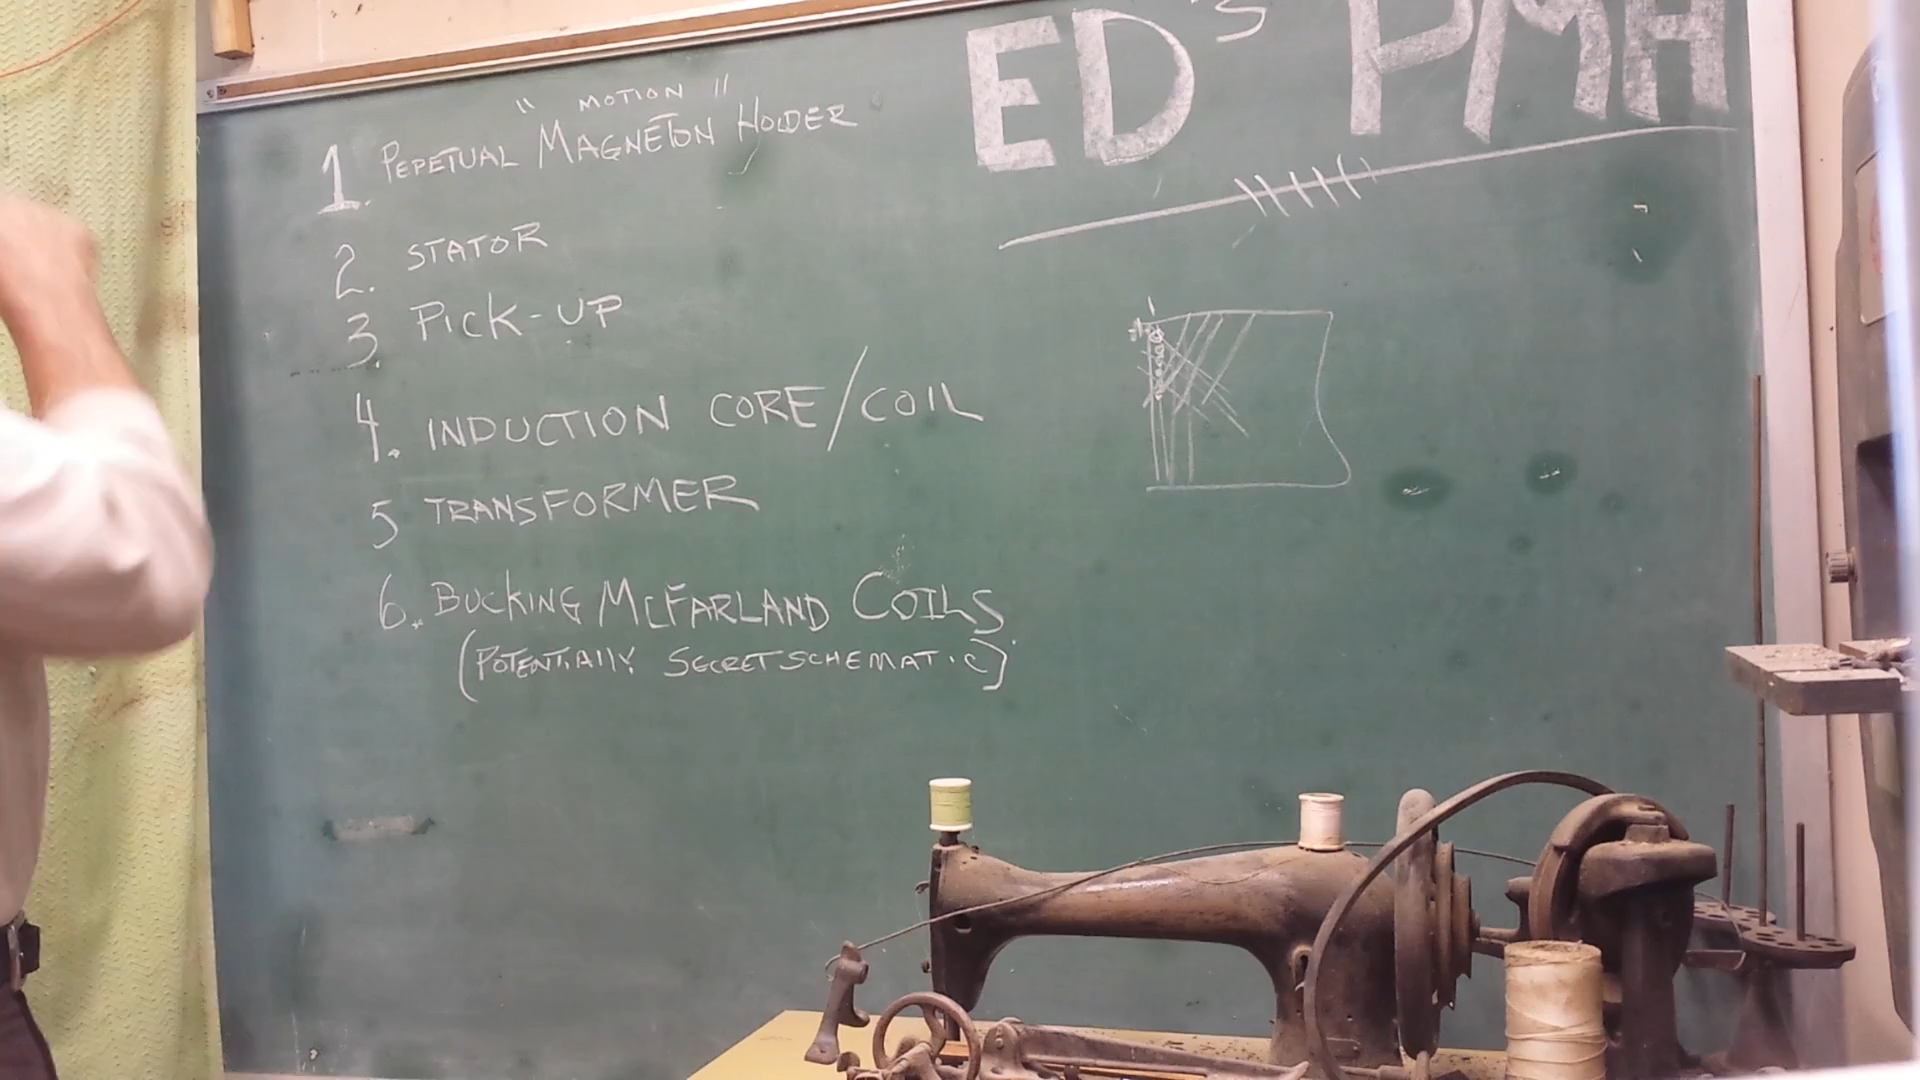 ED'S PMH
" MOTION "
1. PEPETUAL MAGNETON HOLDER
2. STATOR
3. PICK-UP
4. INDUCTION CORE/COIL
5 TRANSFORMER
6. BUCKING MCFARLAND COILS
(POTENTIALLY SECRET SCHEMATIC)